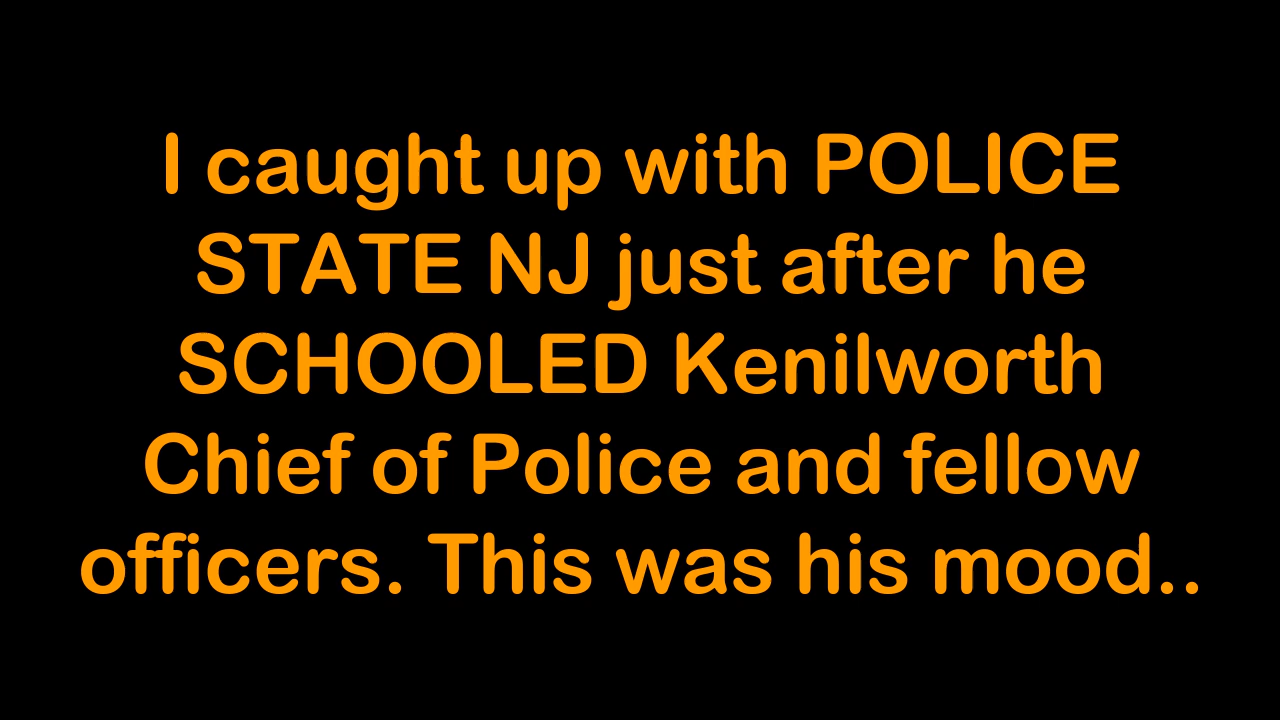 I caught up with POLICE
STATE NJ just after he
SCHOOLED Kenilworth
Chief of Police and fellow
officers. This was his mood..